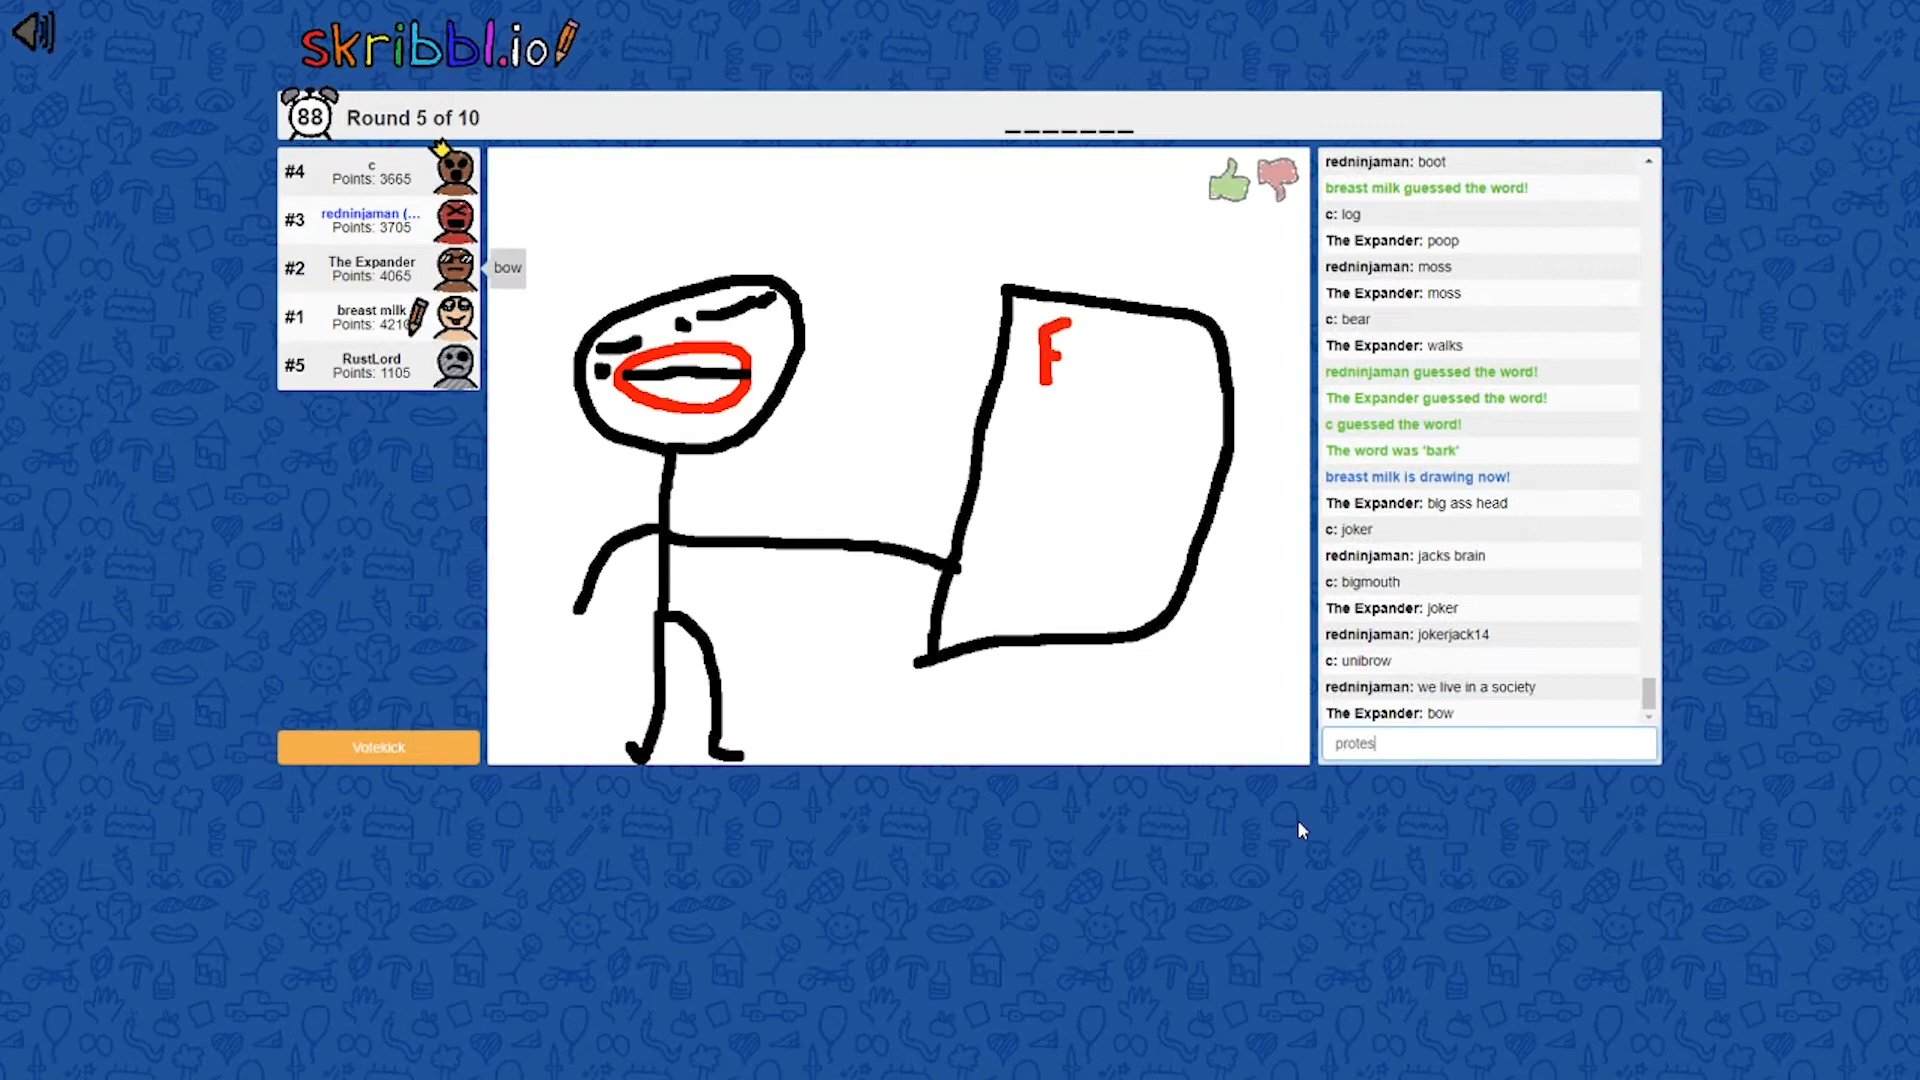 skribbl.io
88
Round 5 of 10
_______
#4
c
Points: 3665
#3
redninjaman (...
Points: 3705
#2
The Expander
Points: 4065
bow
#1
breast milk
Points: 421
#5
RustLord
Points: 1105
Votekick
F
redninjaman: boot
breast milk guessed the word!
c: log
The Expander: poop
redninjaman: moss
The Expander: moss
c: bear
The Expander: walks
redninjaman guessed the word!
The Expander guessed the word!
c guessed the word!
The word was 'bark'
breast milk is drawing now!
The Expander: big ass head
c: joker
redninjaman: jacks brain
c: bigmouth
The Expander: joker
redninjaman: jokerjack14
c: unibrow
redninjaman: we live in a society
The Expander: bow
protes